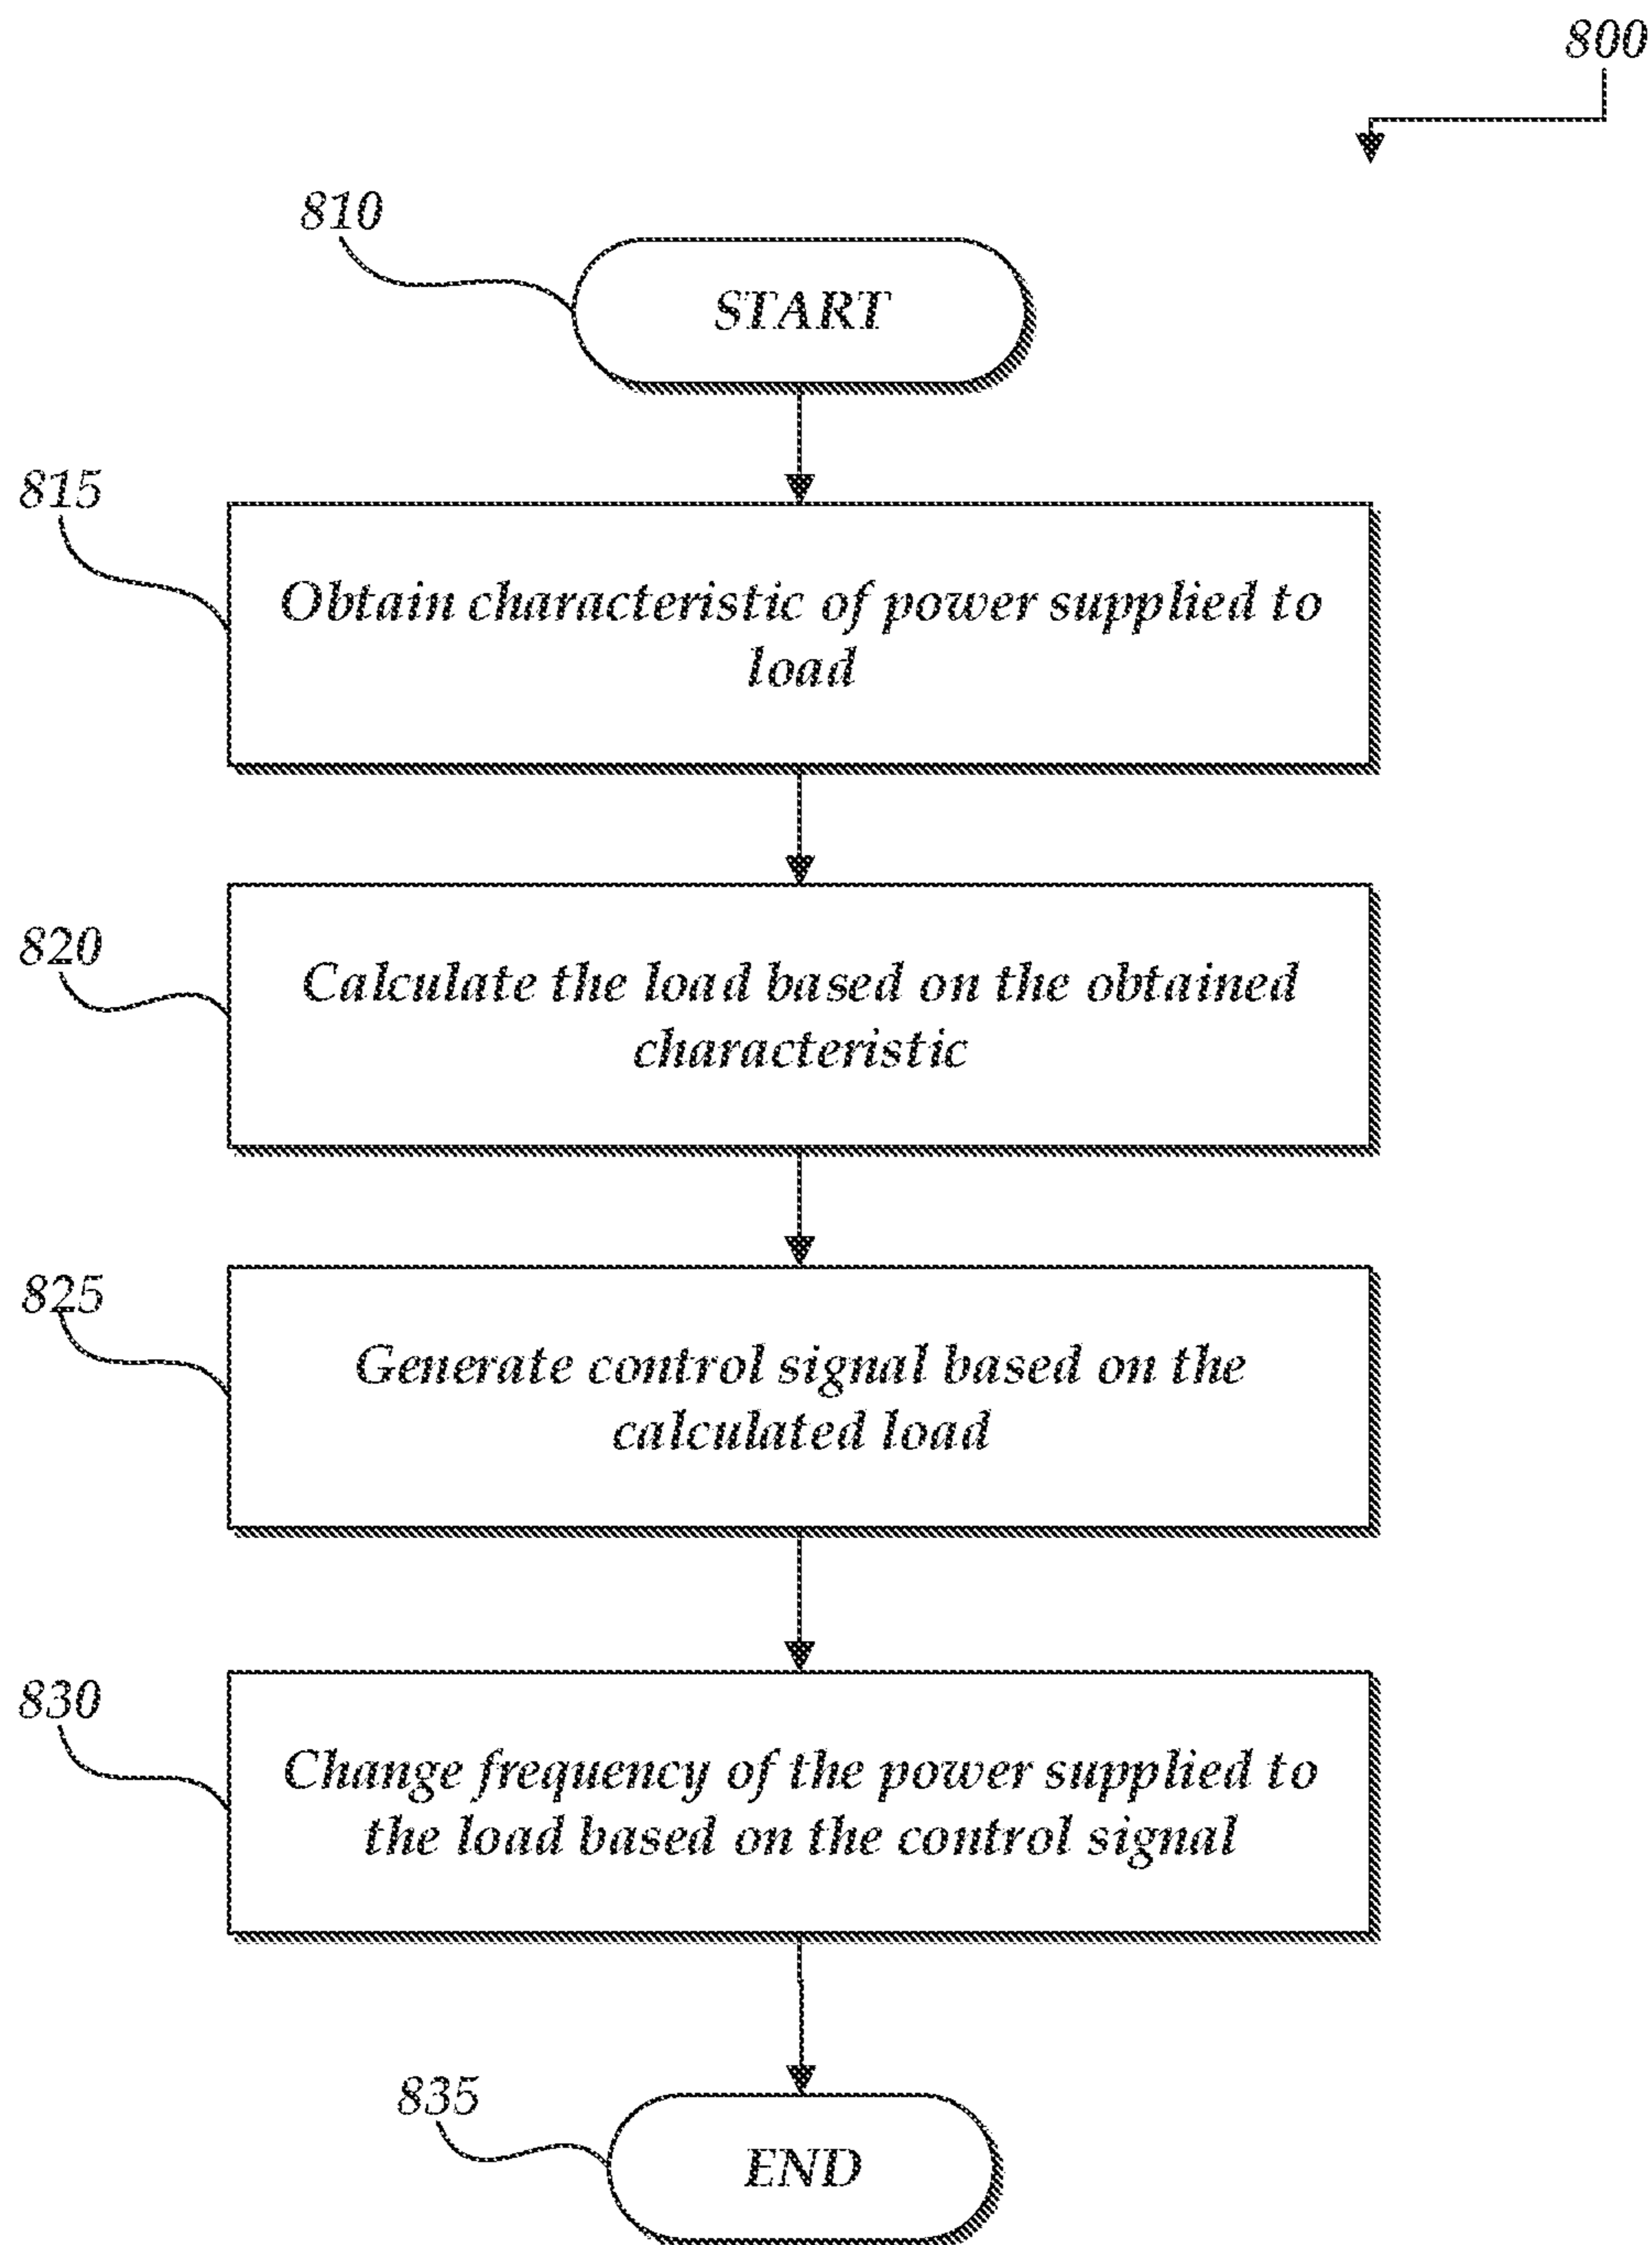 800
810
START
815
Obtain characteristic of power supplied to
load
820
Calculate the load based on the obtained
characteristic
825
Generate control signal based on the
calculated load
830
Change frequency of the power supplied to
the load based on the control signal
835
END